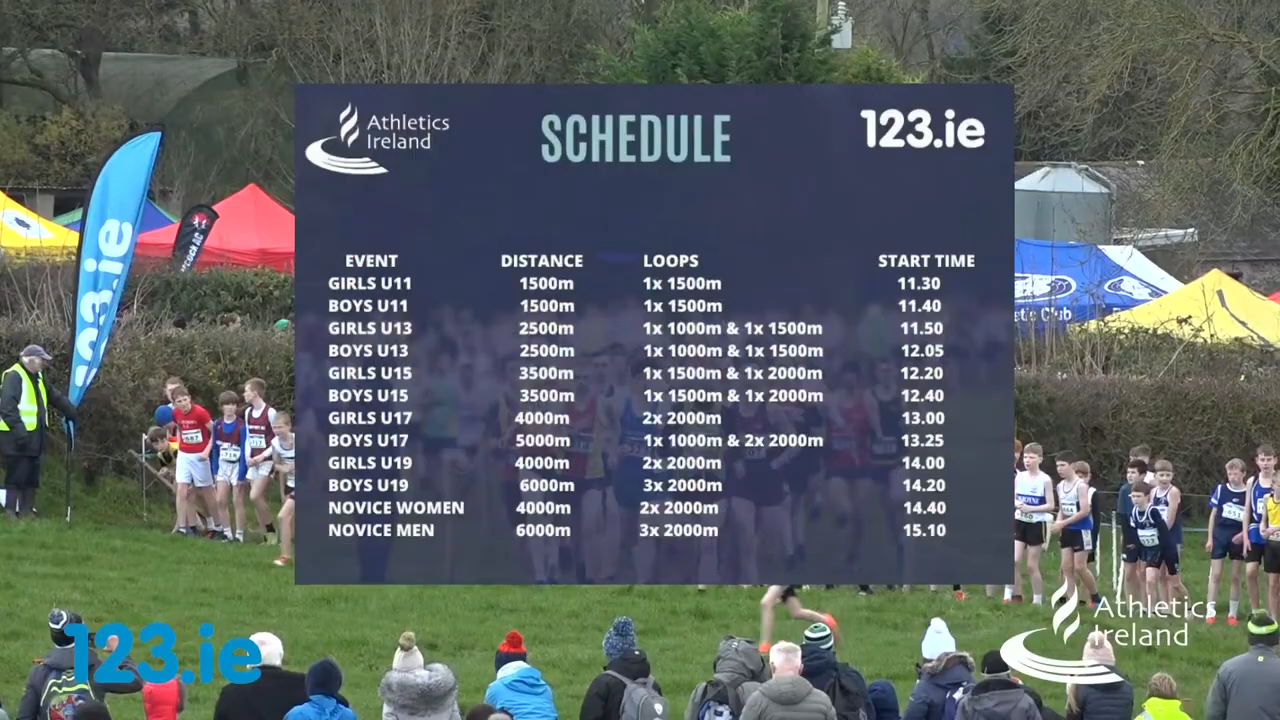 Athletics
Ireland
SCHEDULE
123.ie
EVENT DISTANCE LOOPS START TIME
GIRLS U11 1500m 1x 1500m 11.30
BOYS U11 1500m 1x 1500m 11.40
GIRLS U13 2500m 1x 1000m & 1x 1500m 11.50
BOYS U13 2500m 1x 1000m & 1x 1500m 12.05
GIRLS U15 3500m 1x 1500m & 1x 2000m 12.20
BOYS U15 3500m 1x 1500m & 1x 2000m 12.40
GIRLS U17 4000m 2x 2000m 13.00
BOYS U17 5000m 1x 1000m & 2x 2000m 13.25
GIRLS U19 4000m 2x 2000m 14.00
BOYS U19 6000m 3x 2000m 14.20
NOVICE WOMEN 4000m 2x 2000m 14.40
NOVICE MEN 6000m 3x 2000m 15.10
123.ie
Club
123.ie
Athletics
Ireland